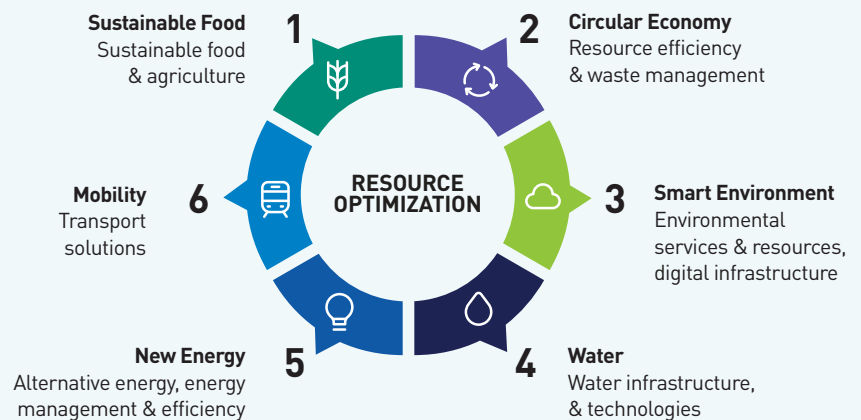 Sustainable Food
Sustainable food
& agriculture
1
2
Circular Economy
Resource efficiency
& waste management
RESOURCE
OPTIMIZATION
Mobility
Transport
solutions
6
3
Smart Environment
Environmental
services & resources,
digital infrastructure
New Energy
Alternative energy, energy
management & efficiency
5
4
Water
Water infrastructure,
& technologies